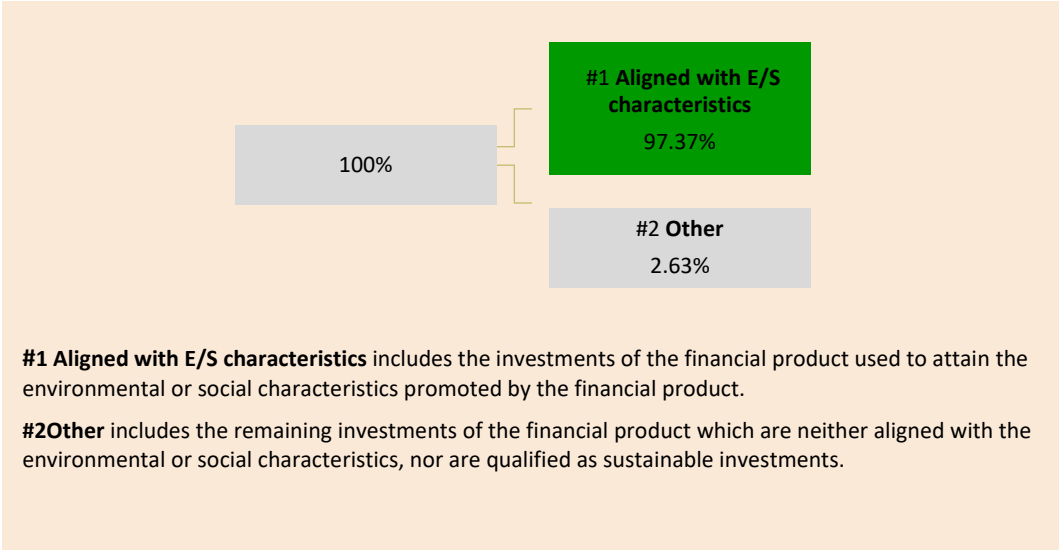 #1 Aligned with E/S
characteristics
97.37%
100%
#2 Other
2.63%
#1 Aligned with E/S characteristics includes the investments of the financial product used to attain the
environmental or social characteristics promoted by the financial product.
#2Other includes the remaining investments of the financial product which are neither aligned with the
environmental or social characteristics, nor are qualified as sustainable investments.